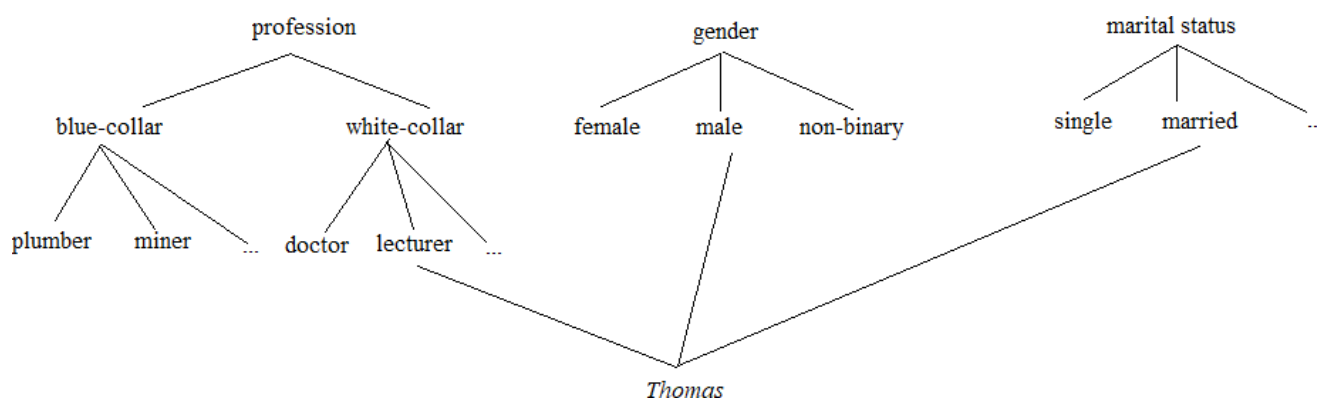 profession gender marital status
blue-collar white-collar female male non-binary single married ...
plumber miner ... doctor lecturer ...
Thomas